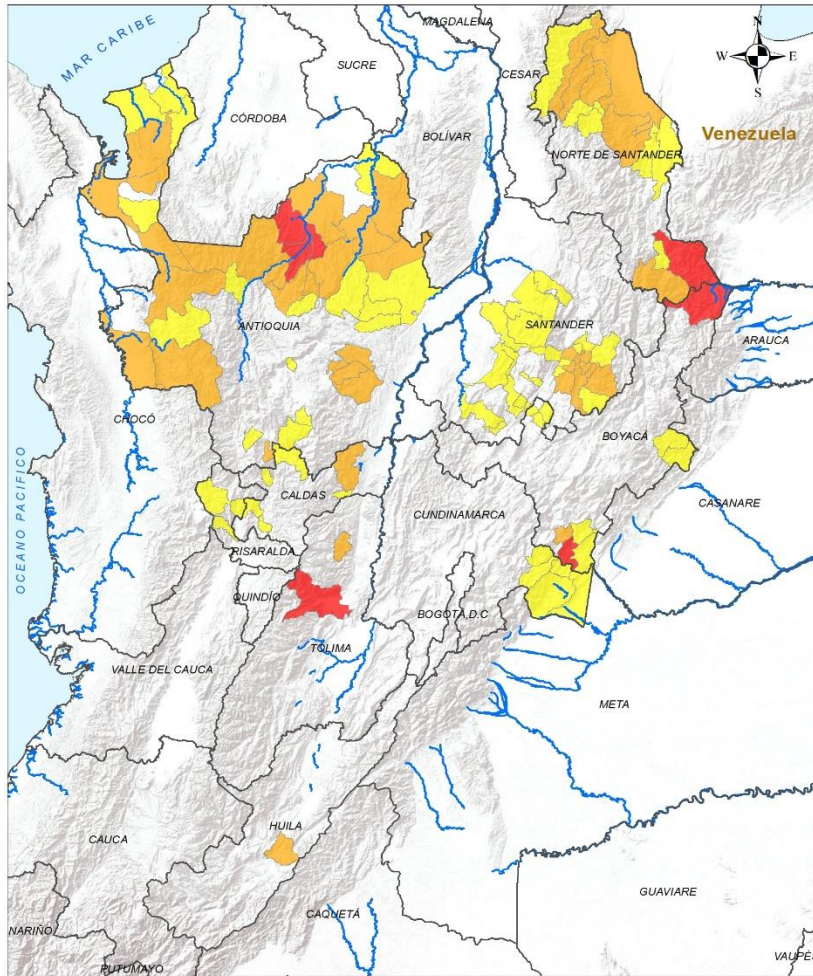 MAGDALENA
N
W E
S
MAR CARIBE
SUCRE
CESAR
CÓRDOBA
BOLÍVAR
Venezuela
NORTE DE SANTANDER
ANTIOQUIA
SANTANDER
ARAUCA
CHOCÓ
BOYACÁ
OCEANO PACIFICO
CALDAS
CUNDINAMARCA
CASANARE
RISARALDA
QUINDÍO
BOGOTÁ, D.C
TOLIMA
VALLE DEL CAUCA
META
HUILA
CAUCA
GUAVIARE
CAQUETÁ
NARIÑO
PUTUMAYO
VAUPÉS